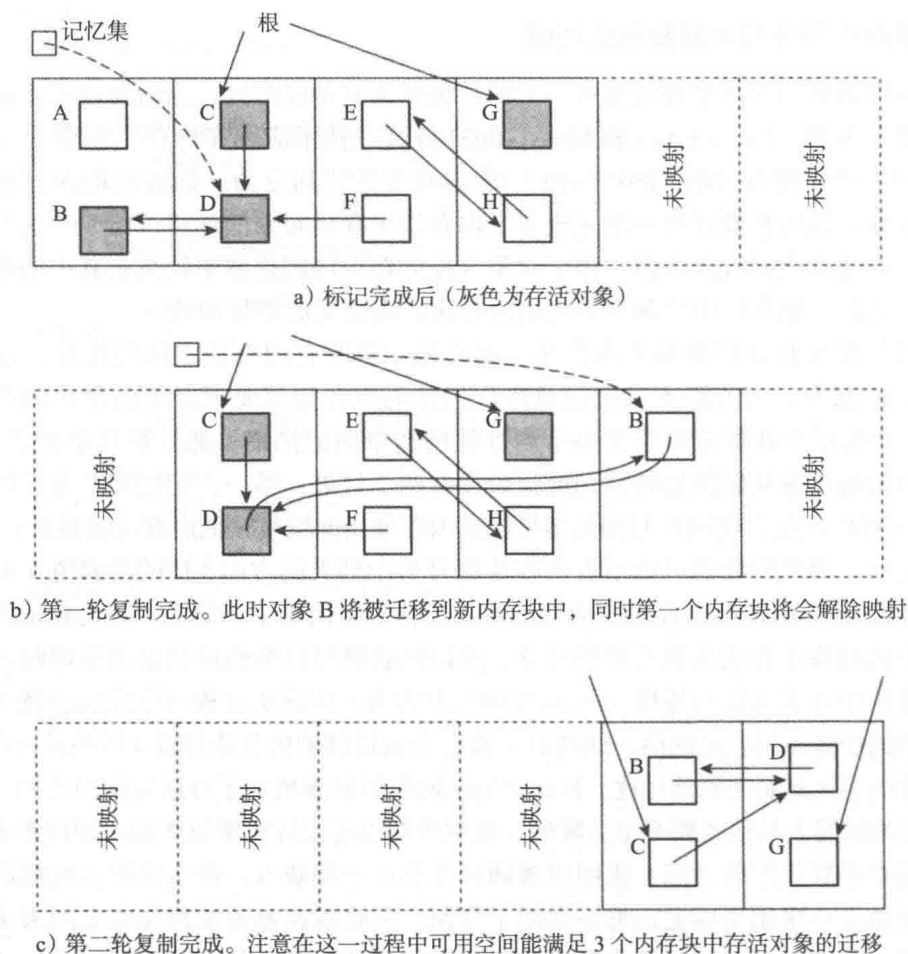 记忆集
根
A
C
E
G
B
D
F
H
未映射
未映射
a）标记完成后（灰色为存活对象）
未映射
C
E
G
B
D
F
H
未映射
b）第一轮复制完成。此时对象 B 将被迁移到新内存块中，同时第一个内存块将会解除映射
未映射
未映射
未映射
未映射
B
D
C
G
c）第二轮复制完成。注意在这一过程中可用空间能满足 3 个内存块中存活对象的迁移